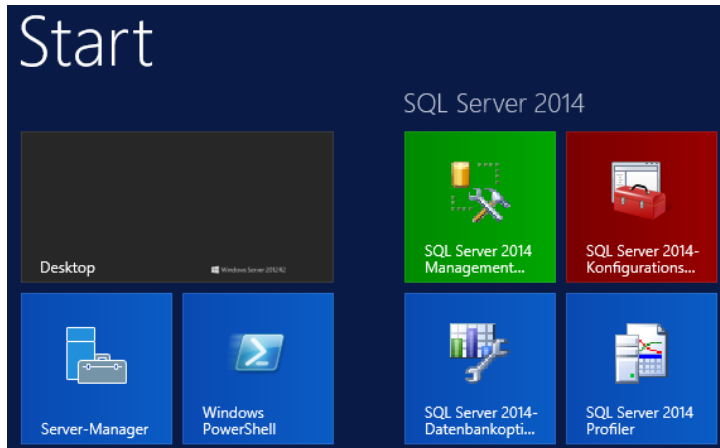 Start
SQL Server 2014
Desktop
Windows Server 2012 R2
SQL Server 2014
Management...
SQL Server 2014-
Konfigurations...
Server-Manager
Windows
PowerShell
SQL Server 2014-
Datenbankopti...
SQL Server 2014
Profiler